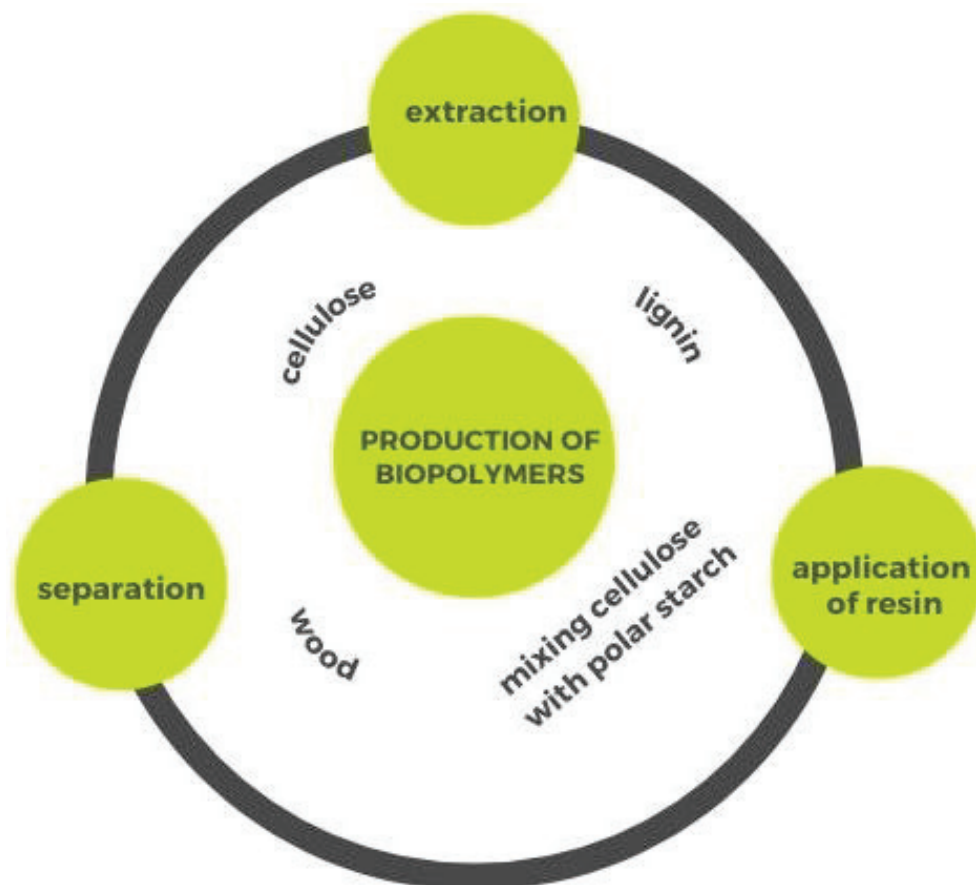 extraction
cellulose
lignin
PRODUCTION OF
BIOPOLYMERS
separation
application
of resin
wood
mixing cellulose
with polar starch